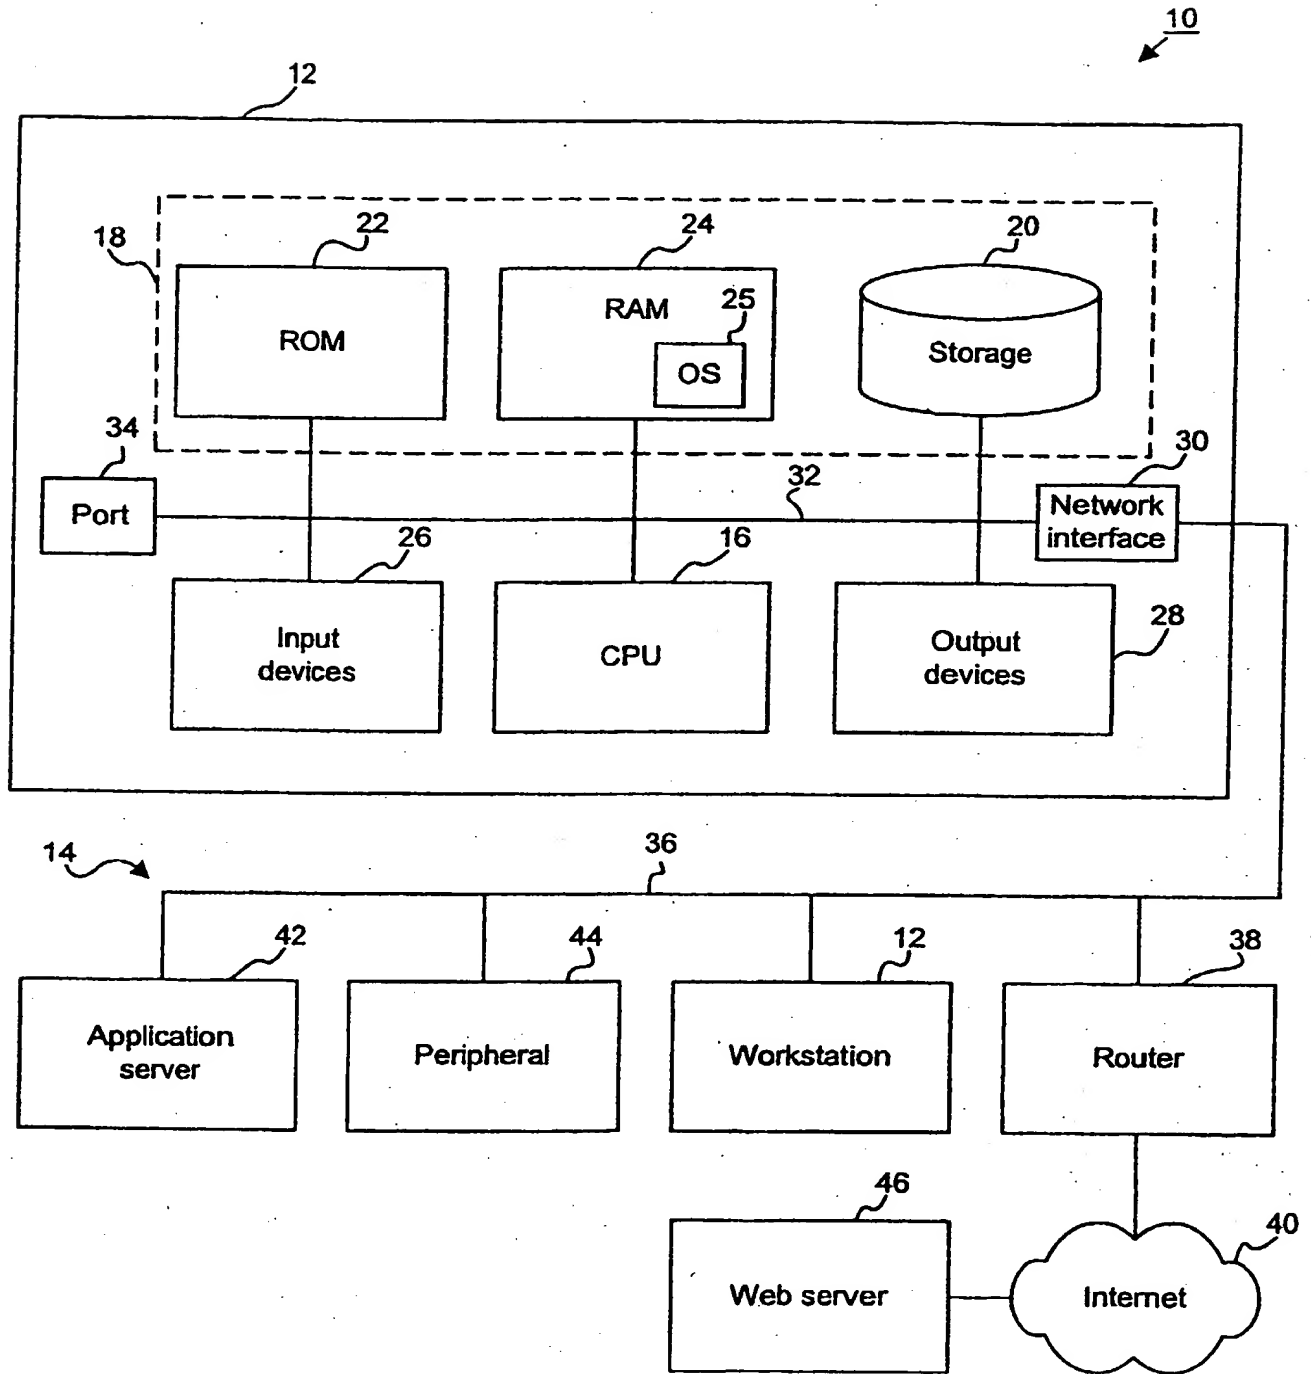 10
12
22
24
20
18
ROM
RAM
25
OS
Storage
34
30
Port
32
Network
interface
26
16
28
Input
devices
CPU
Output
devices
14
36
42
44
12
38
Application
server
Peripheral
Workstation
Router
46
40
Web server
Internet